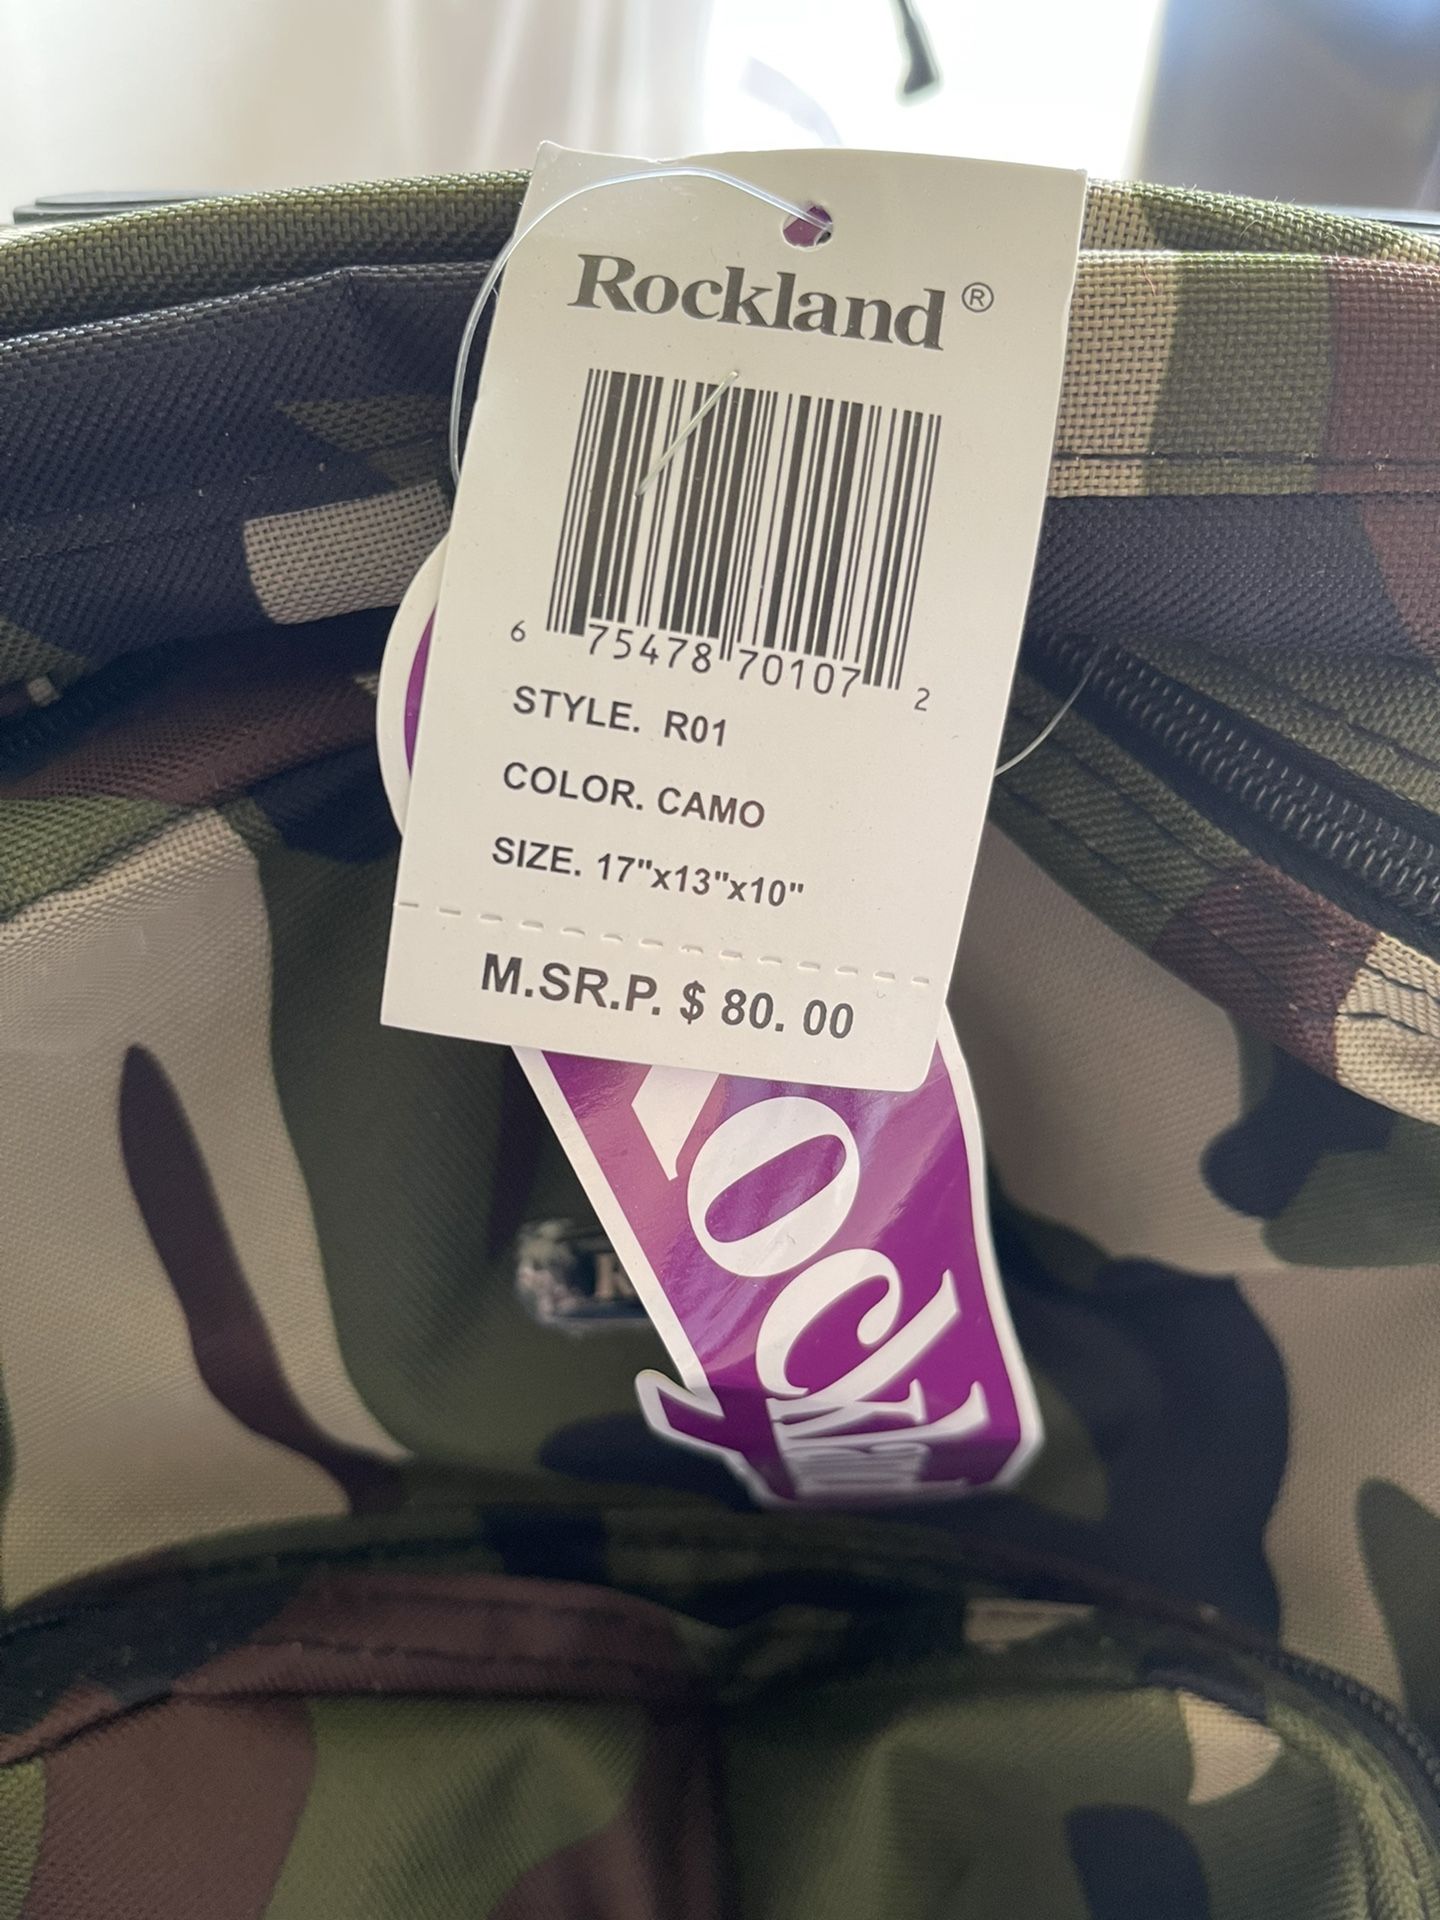 Rockland®
6 75478 70107 2
STYLE. R01
COLOR. CAMO
SIZE. 17"x13"x10"
M.SR.P. $ 80. 00